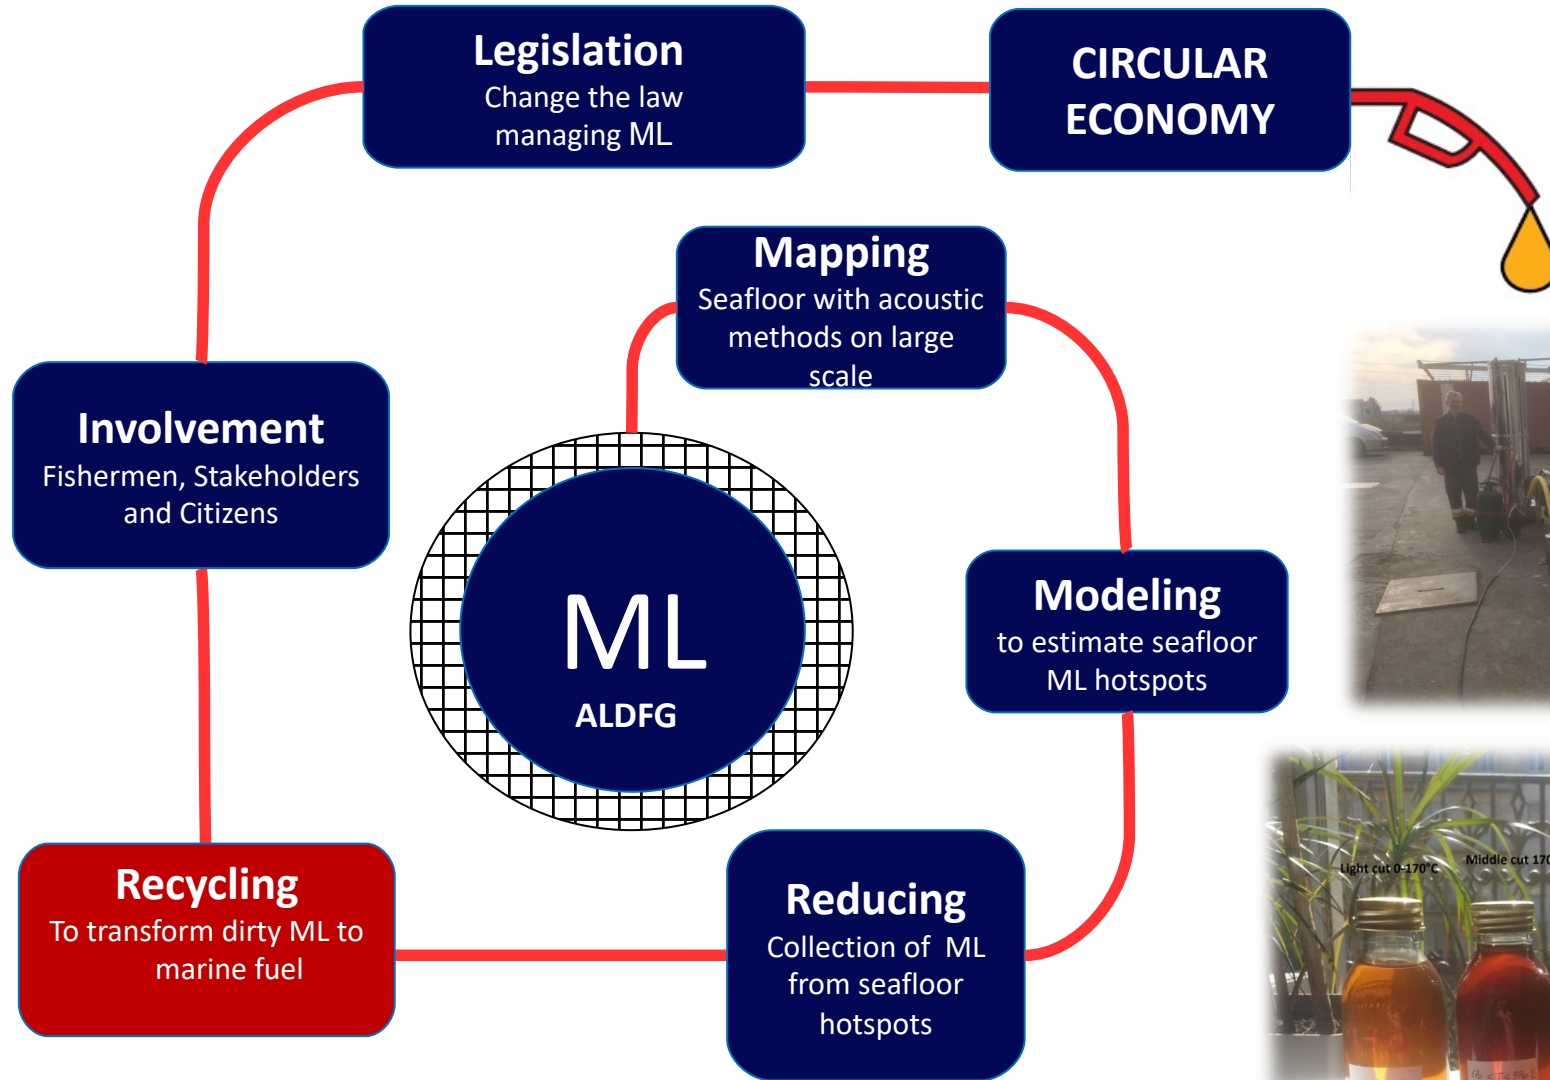 Legislation
Change the law
managing ML
CIRCULAR
ECONOMY
Mapping
Seafloor with acoustic
methods on large
scale
Involvement
Fishermen, Stakeholders
and Citizens
ML
ALDFG
Modeling
to estimate seafloor
ML hotspots
Recycling
To transform dirty ML to
marine fuel
Reducing
Collection of ML
from seafloor
hotspots
Light cut 0-170°C
Middle cut 170